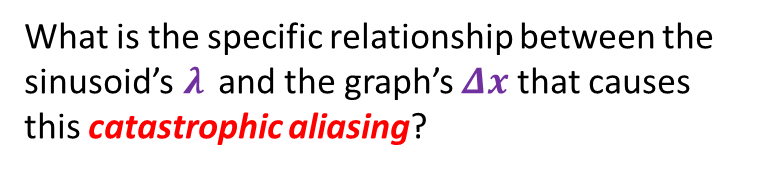 What is the specific relationship between the
sinusoid's λ and the graph's Δx that causes
this catastrophic aliasing?